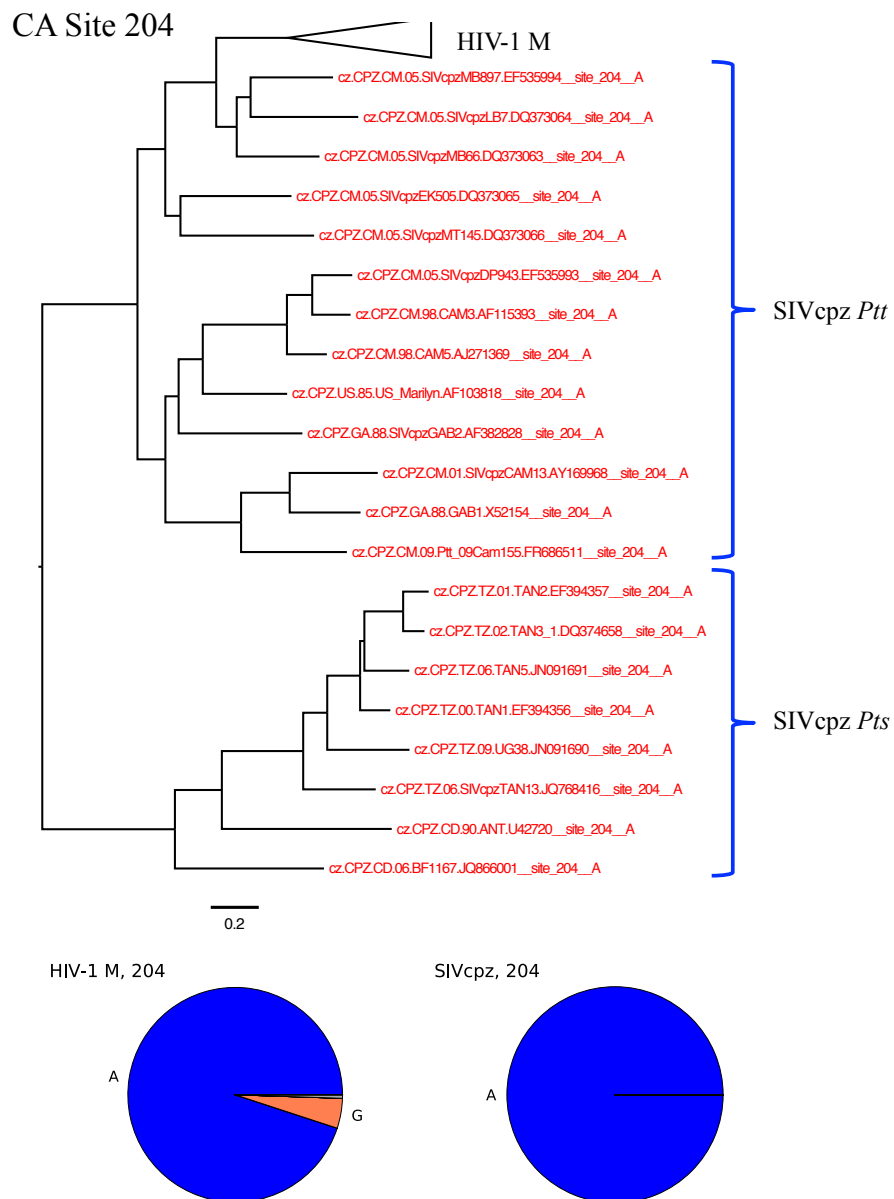 CA Site 204
HIV-1 M
cz.CPZ.CM.05.SIVcpzMB897.EF535994__site_204__A
cz.CPZ.CM.05.SIVcpzLB7.DQ373064__site_204__A
cz.CPZ.CM.05.SIVcpzMB66.DQ373063__site_204__A
cz.CPZ.CM.05.SIVcpzEK505.DQ373065__site_204__A
cz.CPZ.CM.05.SIVcpzMT145.DQ373066__site_204__A
cz.CPZ.CM.05.SIVcpzDP943.EF535993__site_204__A
SIVcpz Ptt
cz.CPZ.CM.98.CAM3.AF115393__site_204__A
cz.CPZ.CM.98.CAM5.AJ271369__site_204__A
cz.CPZ.US.85.US_Marilyn.AF103818__site_204__A
cz.CPZ.GA.88.SIVcpzGAB2.AF382828__site_204__A
cz.CPZ.CM.01.SIVcpzCAM13.AY169968__site_204__A
cz.CPZ.GA.88.GAB1.X52154__site_204__A
cz.CPZ.CM.09.Ptt_09Cam155.FR686511__site_204__A
cz.CPZ.TZ.01.TAN2.EF394357__site_204__A
cz.CPZ.TZ.02.TAN3_1.DQ374658__site_204__A
cz.CPZ.TZ.06.TAN5.JN091691__site_204__A
cz.CPZ.TZ.00.TAN1.EF394356__site_204__A
SIVcpz Pts
cz.CPZ.TZ.09.UG38.JN091690__site_204__A
cz.CPZ.TZ.06.SIVcpzTAN13.JQ768416__site_204__A
cz.CPZ.CD.90.ANT.U42720__site_204__A
cz.CPZ.CD.06.BF1167.JQ866001__site_204__A
0.2
HIV-1 M, 204
SIVcpz, 204
A
G
A